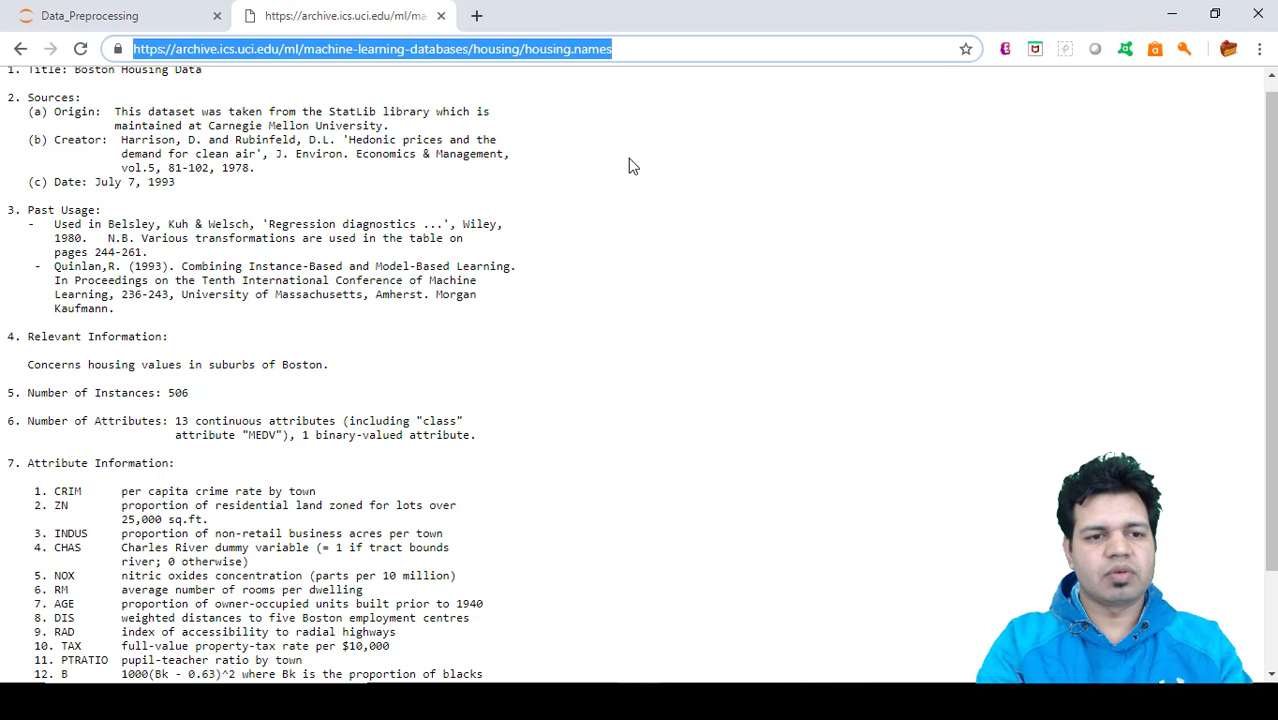 Data_Preprocessing
https://archive.ics.uci.edu/ml/ma
https://archive.ics.uci.edu/ml/machine-learning-databases/housing/housing.names
1. Title: Boston Housing Data
2. Sources:
(a) Origin: This dataset was taken from the StatLib library which is
maintained at Carnegie Mellon University.
(b) Creator: Harrison, D. and Rubinfeld, D.L. 'Hedonic prices and the
demand for clean air', J. Environ. Economics & Management,
vol.5, 81-102, 1978.
(c) Date: July 7, 1993
3. Past Usage:
- Used in Belsley, Kuh & Welsch, 'Regression diagnostics ...', Wiley,
1980. N.B. Various transformations are used in the table on
pages 244-261.
- Quinlan,R. (1993). Combining Instance-Based and Model-Based Learning.
In Proceedings on the Tenth International Conference of Machine
Learning, 236-243, University of Massachusetts, Amherst. Morgan
Kaufmann.
4. Relevant Information:
Concerns housing values in suburbs of Boston.
5. Number of Instances: 506
6. Number of Attributes: 13 continuous attributes (including "class"
attribute "MEDV"), 1 binary-valued attribute.
7. Attribute Information:
1. CRIM per capita crime rate by town
2. ZN proportion of residential land zoned for lots over
25,000 sq.ft.
3. INDUS proportion of non-retail business acres per town
4. CHAS Charles River dummy variable (= 1 if tract bounds
river; 0 otherwise)
5. NOX nitric oxides concentration (parts per 10 million)
6. RM average number of rooms per dwelling
7. AGE proportion of owner-occupied units built prior to 1940
8. DIS weighted distances to five Boston employment centres
9. RAD index of accessibility to radial highways
10. TAX full-value property-tax rate per $10,000
11. PTRATIO pupil-teacher ratio by town
12. B 1000(Bk - 0.63)^2 where Bk is the proportion of blacks